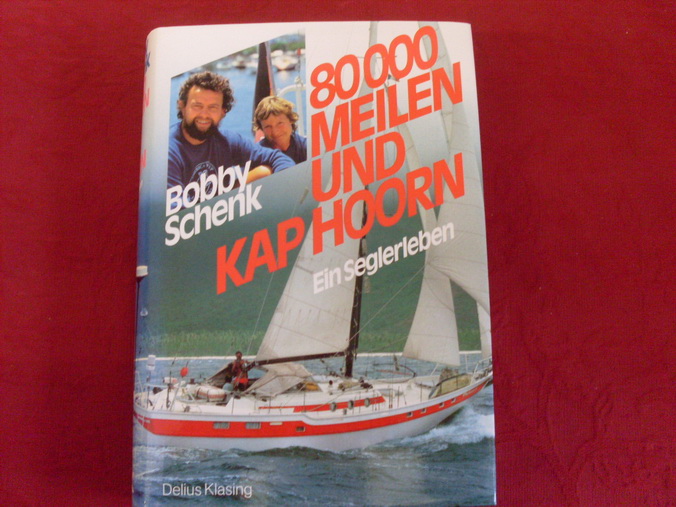 Bobby
Schenk
80 000
MEILEN
UND
KAP HOORN
Ein Seglerleben
Delius Klasing